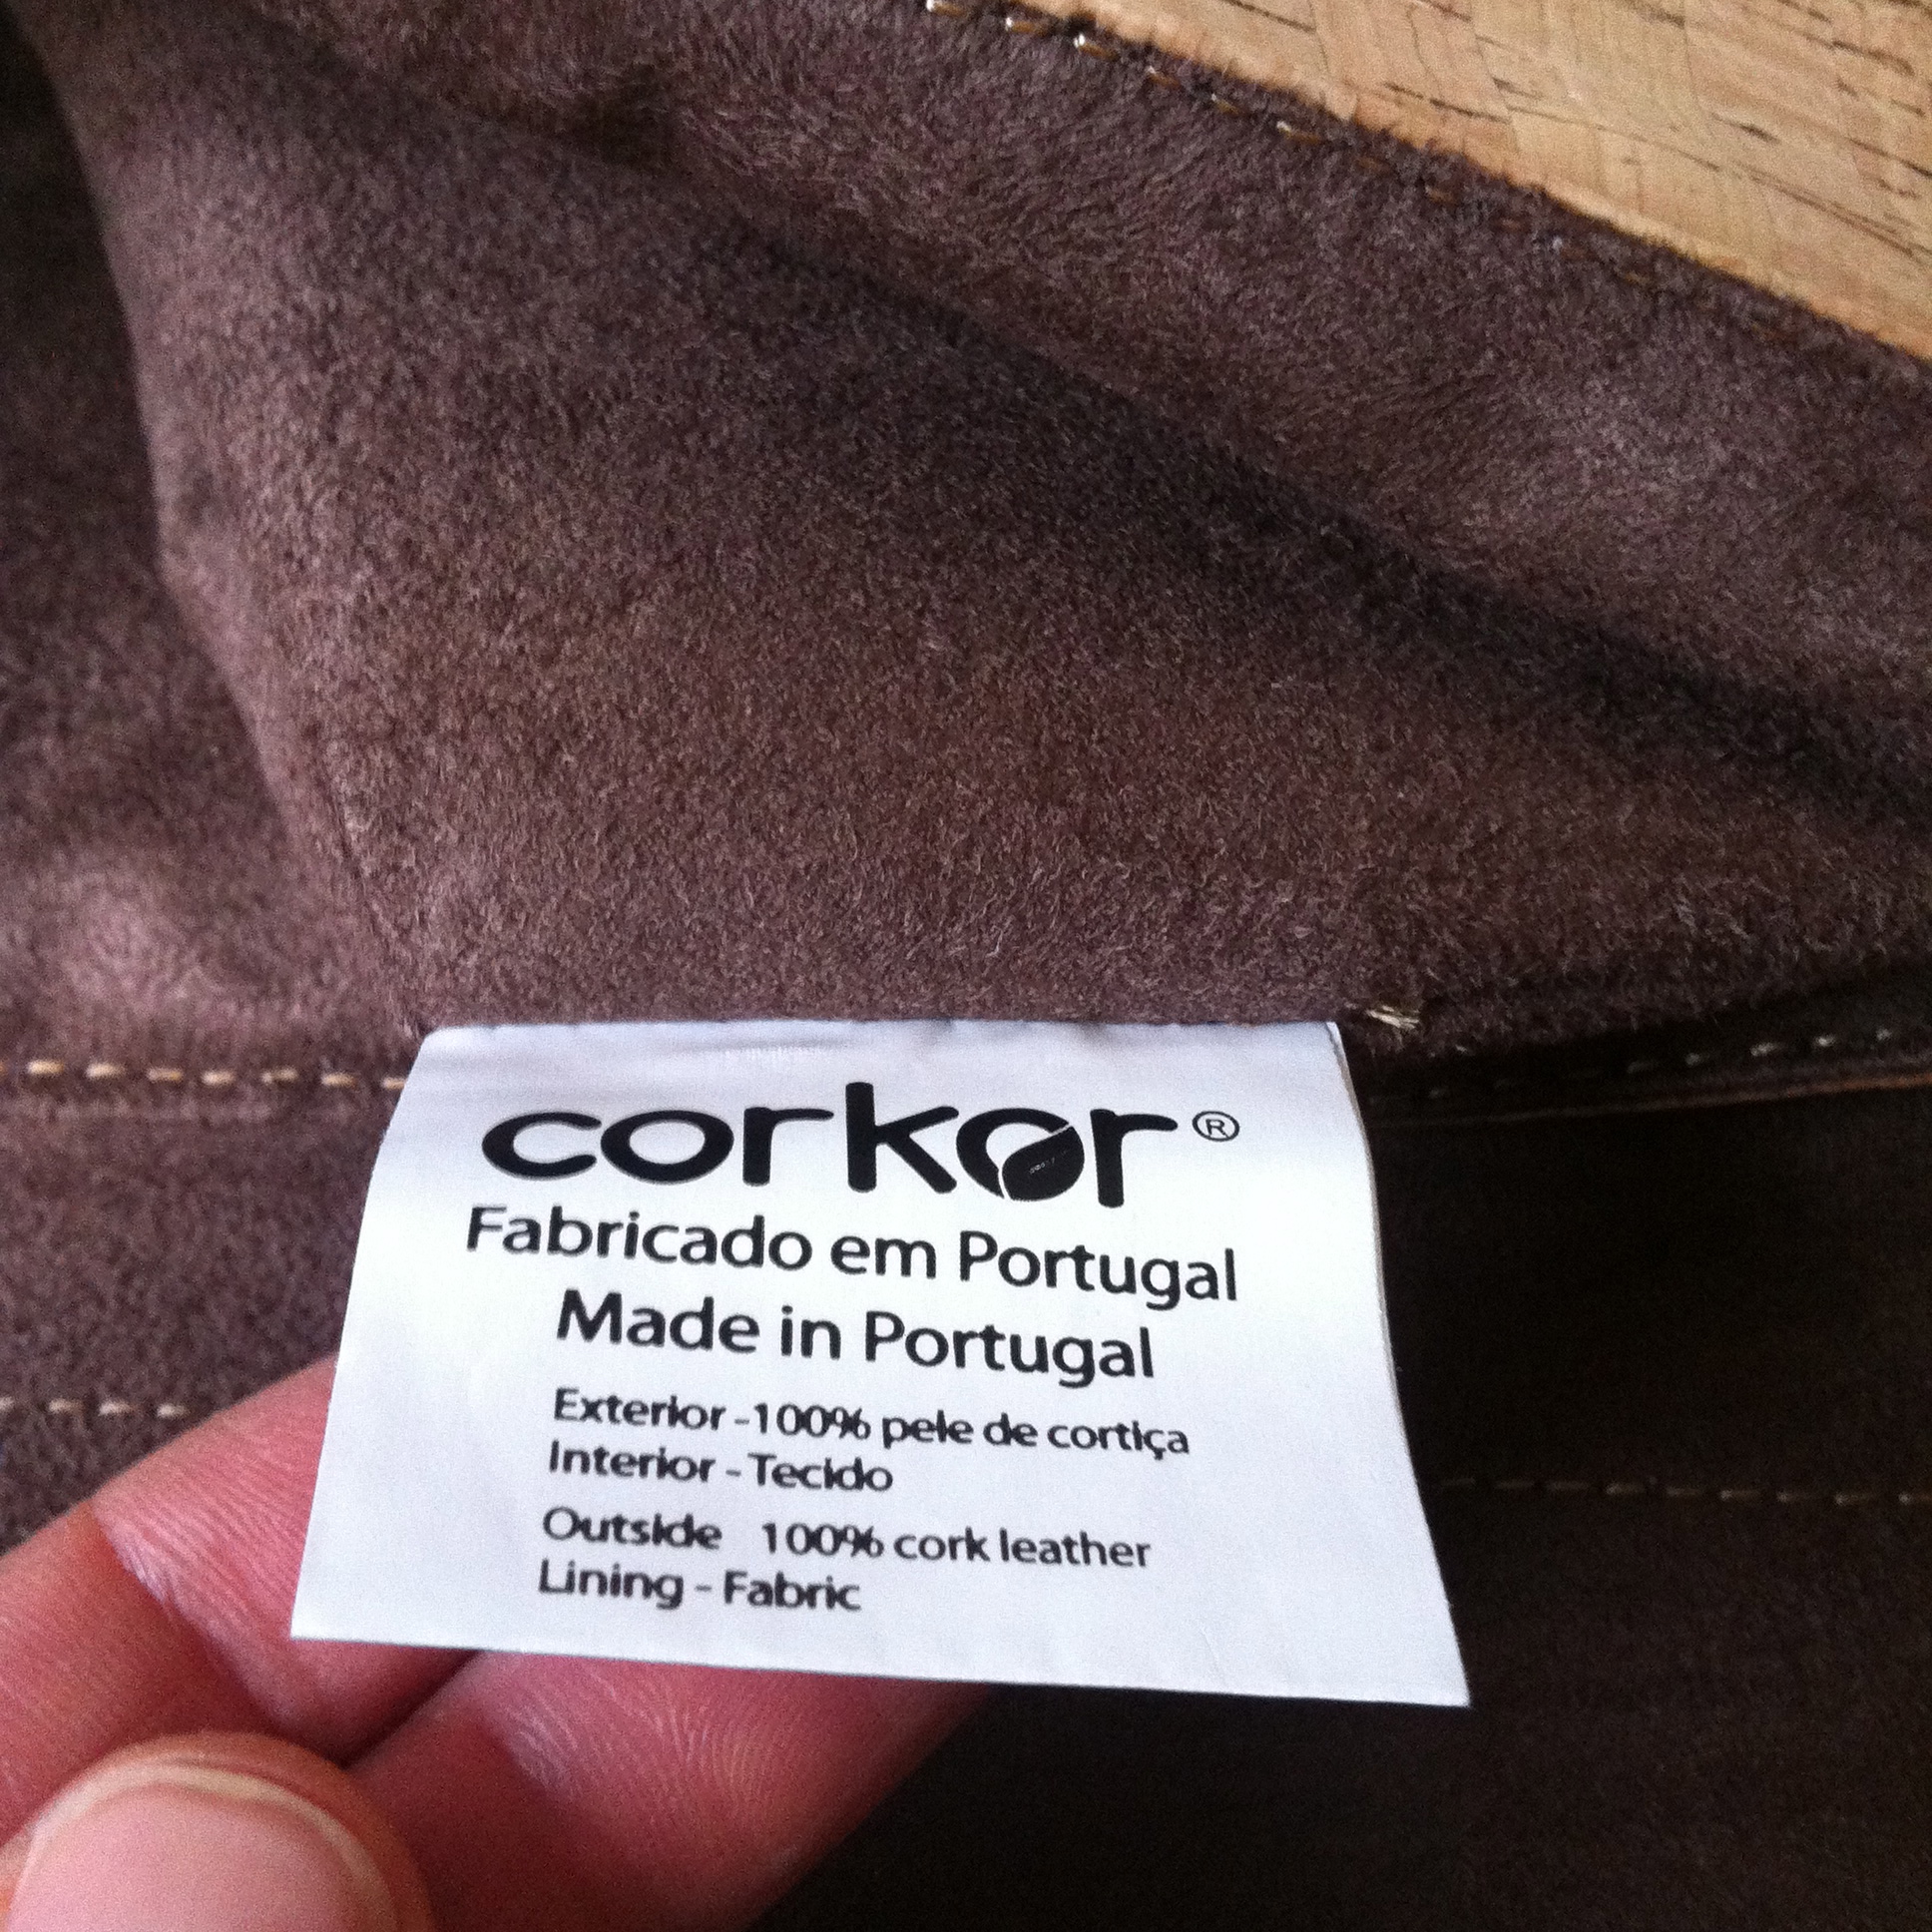 corkor®
Fabricado em Portugal
Made in Portugal
Exterior -100% pele de cortiça
Interior - Tecido
Outside 100% cork leather
Lining - Fabric